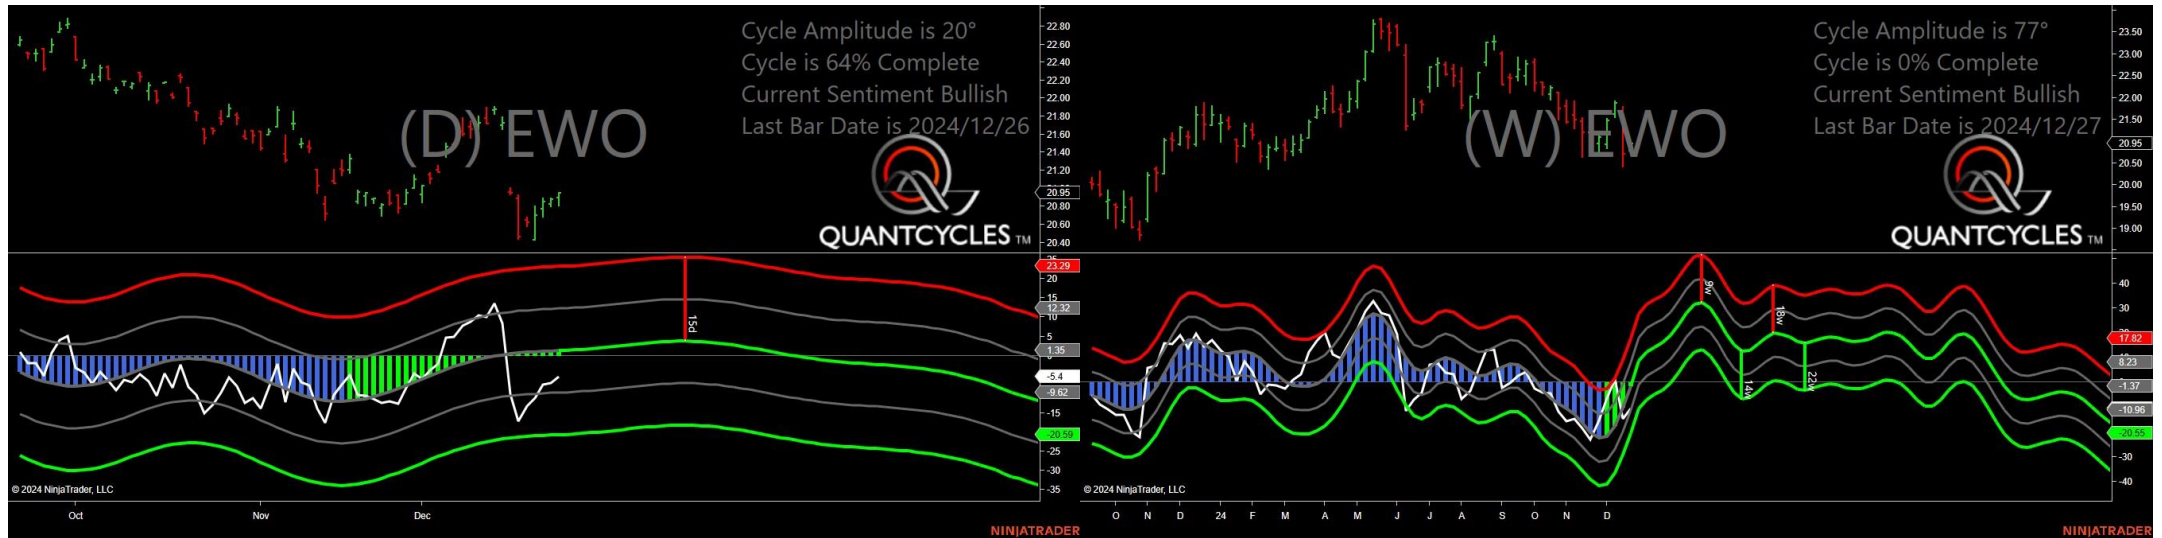 Cycle Amplitude is 20°
Cycle is 64% Complete
Current Sentiment Bullish
Last Bar Date is 2024/12/26
(D) EWO
QUANTCYCLES TM
22.80
22.60
22.40
22.20
22.00
21.80
21.60
21.40
21.20
20.95
20.80
20.60
20.40
23.29
20
15
12.32
10
5
1.35
-5.4
-9.62
-15
-20.59
-25
-30
-35
15d
© 2024 NinjaTrader, LLC
Oct Nov Dec
NINJATRADER
Cycle Amplitude is 77°
Cycle is 0% Complete
Current Sentiment Bullish
Last Bar Date is 2024/12/27
(W) EWO
QUANTCYCLES TM
23.50
23.00
22.50
22.00
21.50
20.95
20.50
20.00
19.50
19.00
40
30
17.82
8.23
-1.37
-10.96
-20.55
-30
-40
9w
18w
14w
22w
© 2024 NinjaTrader, LLC
O N D 24 F M A M J J A S O N D
NINJATRADER